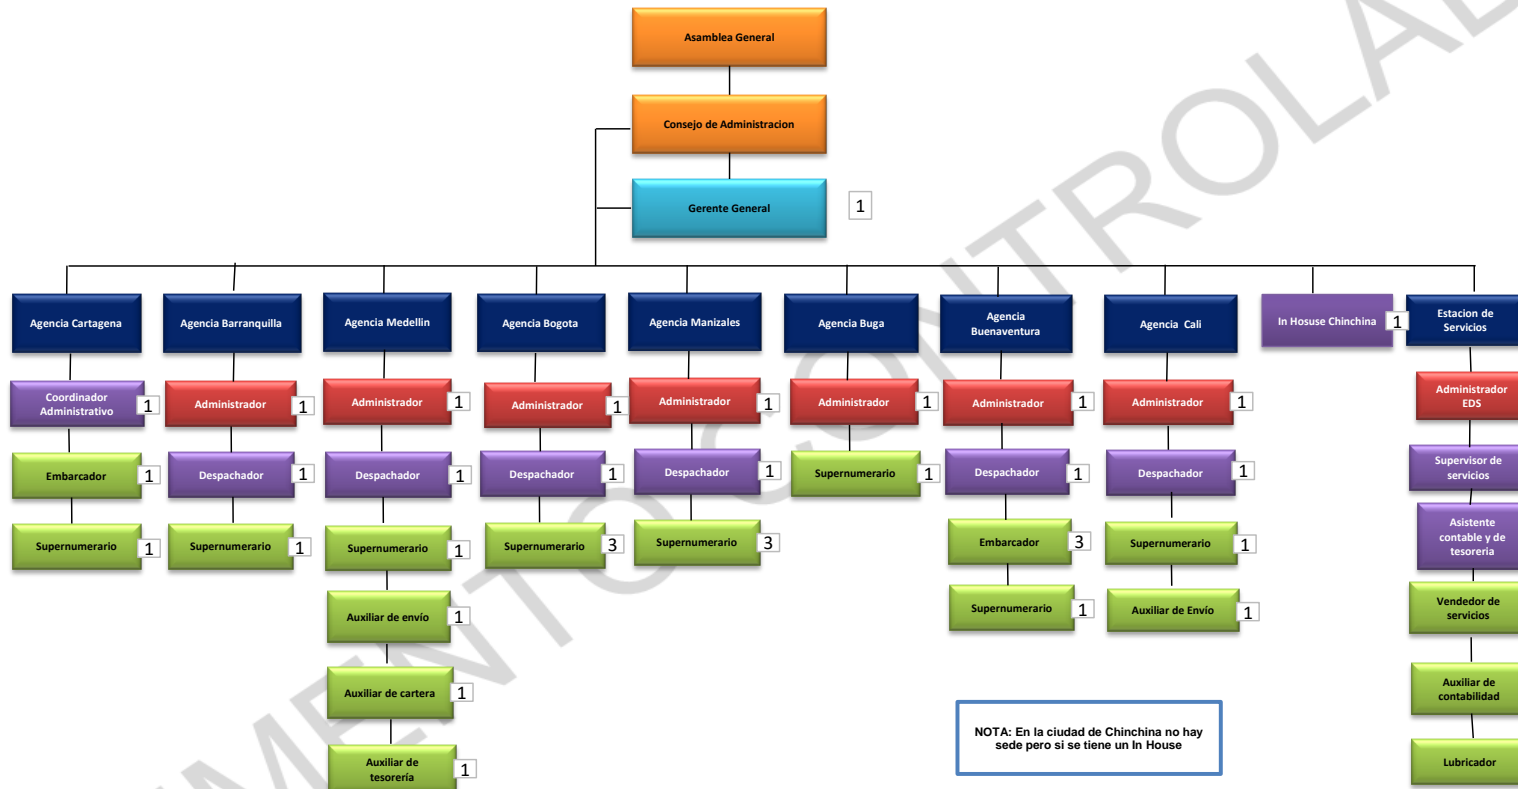 Asamblea General
Consejo de Administracion
Gerente General
1
Agencia Cartagena
Agencia Barranquilla
Agencia Medellin
Agencia Bogota
Agencia Manizales
Agencia Buga
Agencia
Buenaventura
Agencia Cali
In Hosuse Chinchina
1
Estacion de
Servicios
Coordinador
Administrativo
1
Administrador
1
Administrador
1
Administrador
1
Administrador
1
Administrador
1
Administrador
1
Administrador
1
Administrador
EDS
Embarcador
1
Despachador
1
Despachador
1
Despachador
1
Despachador
1
Supernumerario
1
Despachador
1
Despachador
1
Supervisor de
servicios
Supernumerario
1
Supernumerario
1
Supernumerario
1
Supernumerario
3
Supernumerario
3
Embarcador
3
Supernumerario
1
Asistente
contable y de
tesoreria
Auxiliar de envío
1
Supernumerario
1
Auxiliar de Envío
1
Vendedor de
servicios
Auxiliar de cartera
1
Auxiliar de
contabilidad
Auxiliar de
tesorería
1
Lubricador
NOTA: En la ciudad de Chinchina no hay
sede pero si se tiene un In House
MENTO CONTROLAD